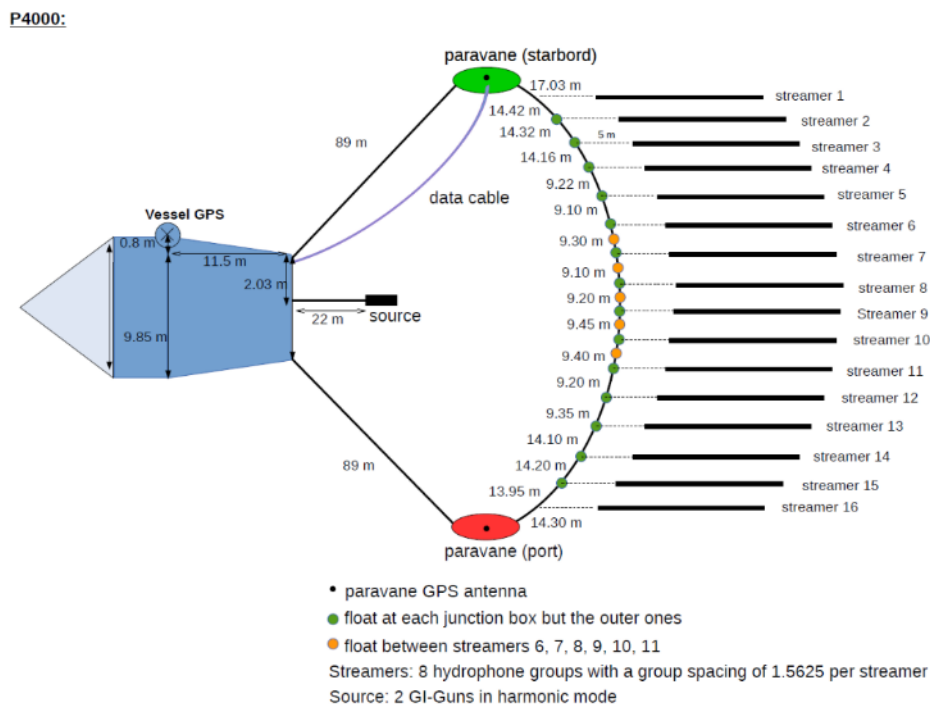 P4000:
paravane (starbord)
17.03 m
streamer 1
14.42 m
streamer 2
14.32 m
5 m
streamer 3
89 m
14.16 m
streamer 4
data cable
9.22 m
streamer 5
Vessel GPS
9.10 m
streamer 6
0.8 m
9.30 m
11.5 m
streamer 7
9.10 m
2.03 m
streamer 8
9.20 m
22 m
source
Streamer 9
9.45 m
9.85 m
streamer 10
9.40 m
streamer 11
9.20 m
streamer 12
9.35 m
streamer 13
14.10 m
89 m
streamer 14
14.20 m
streamer 15
13.95 m
streamer 16
14.30 m
paravane (port)
paravane GPS antenna
float at each junction box but the outer ones
float between streamers 6, 7, 8, 9, 10, 11
Streamers: 8 hydrophone groups with a group spacing of 1.5625 per streamer
Source: 2 GI-Guns in harmonic mode